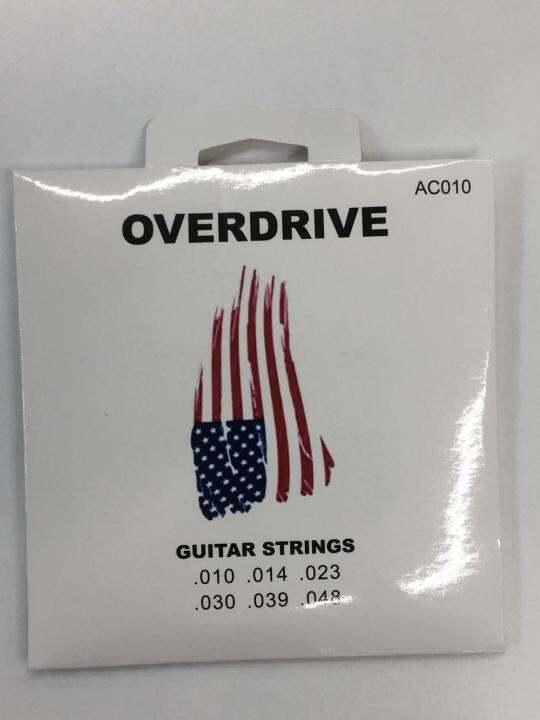 AC010
OVERDRIVE
GUITAR STRINGS
.010 .014 .023
.030 .039 .048